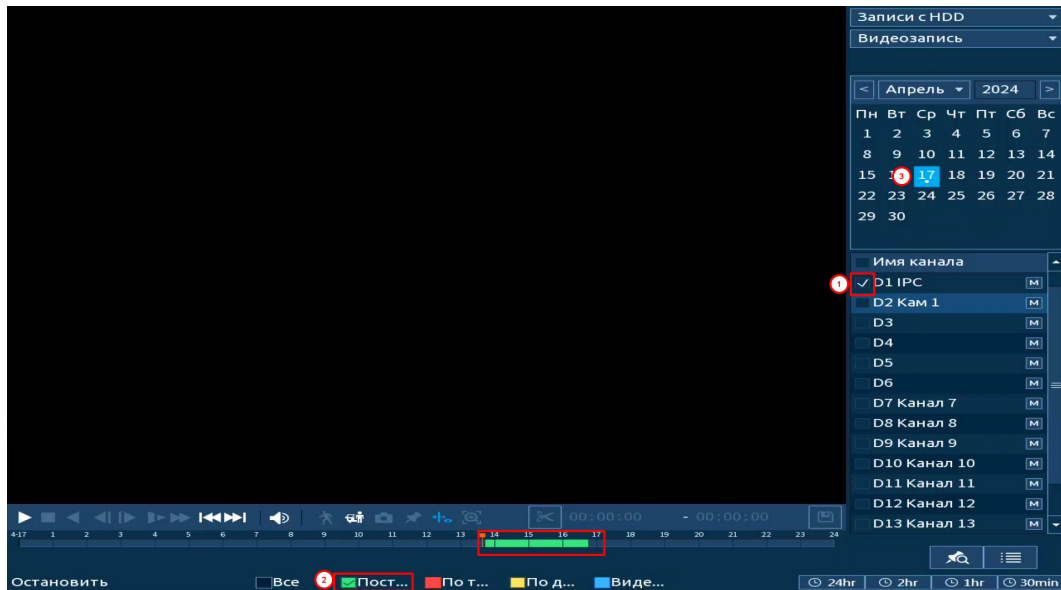 Записи с HDD
Видеозапись
< Апрель 2024 >
Пн Вт Ср Чт Пт Сб Вс
1 2 3 4 5 6 7
8 9 10 11 12 13 14
15 1 3 17 18 19 20 21
22 23 24 25 26 27 28
29 30
Имя канала
1 D1 IPC M
D2 Кам 1 M
D3 M
D4 M
D5 M
D6 M
D7 Канал 7 M
D8 Канал 8 M
D9 Канал 9 M
D10 Канал 10 M
D11 Канал 11 M
D12 Канал 12 M
D13 Канал 13 M
00:00:00 - 00:00:00
4-17 1 2 3 4 5 6 7 8 9 10 11 12 13 14 15 16 17 18 19 20 21 22 23 24
Остановить Все 2 Пост... По т... По д... Виде... 24hr 2hr 1hr 30min